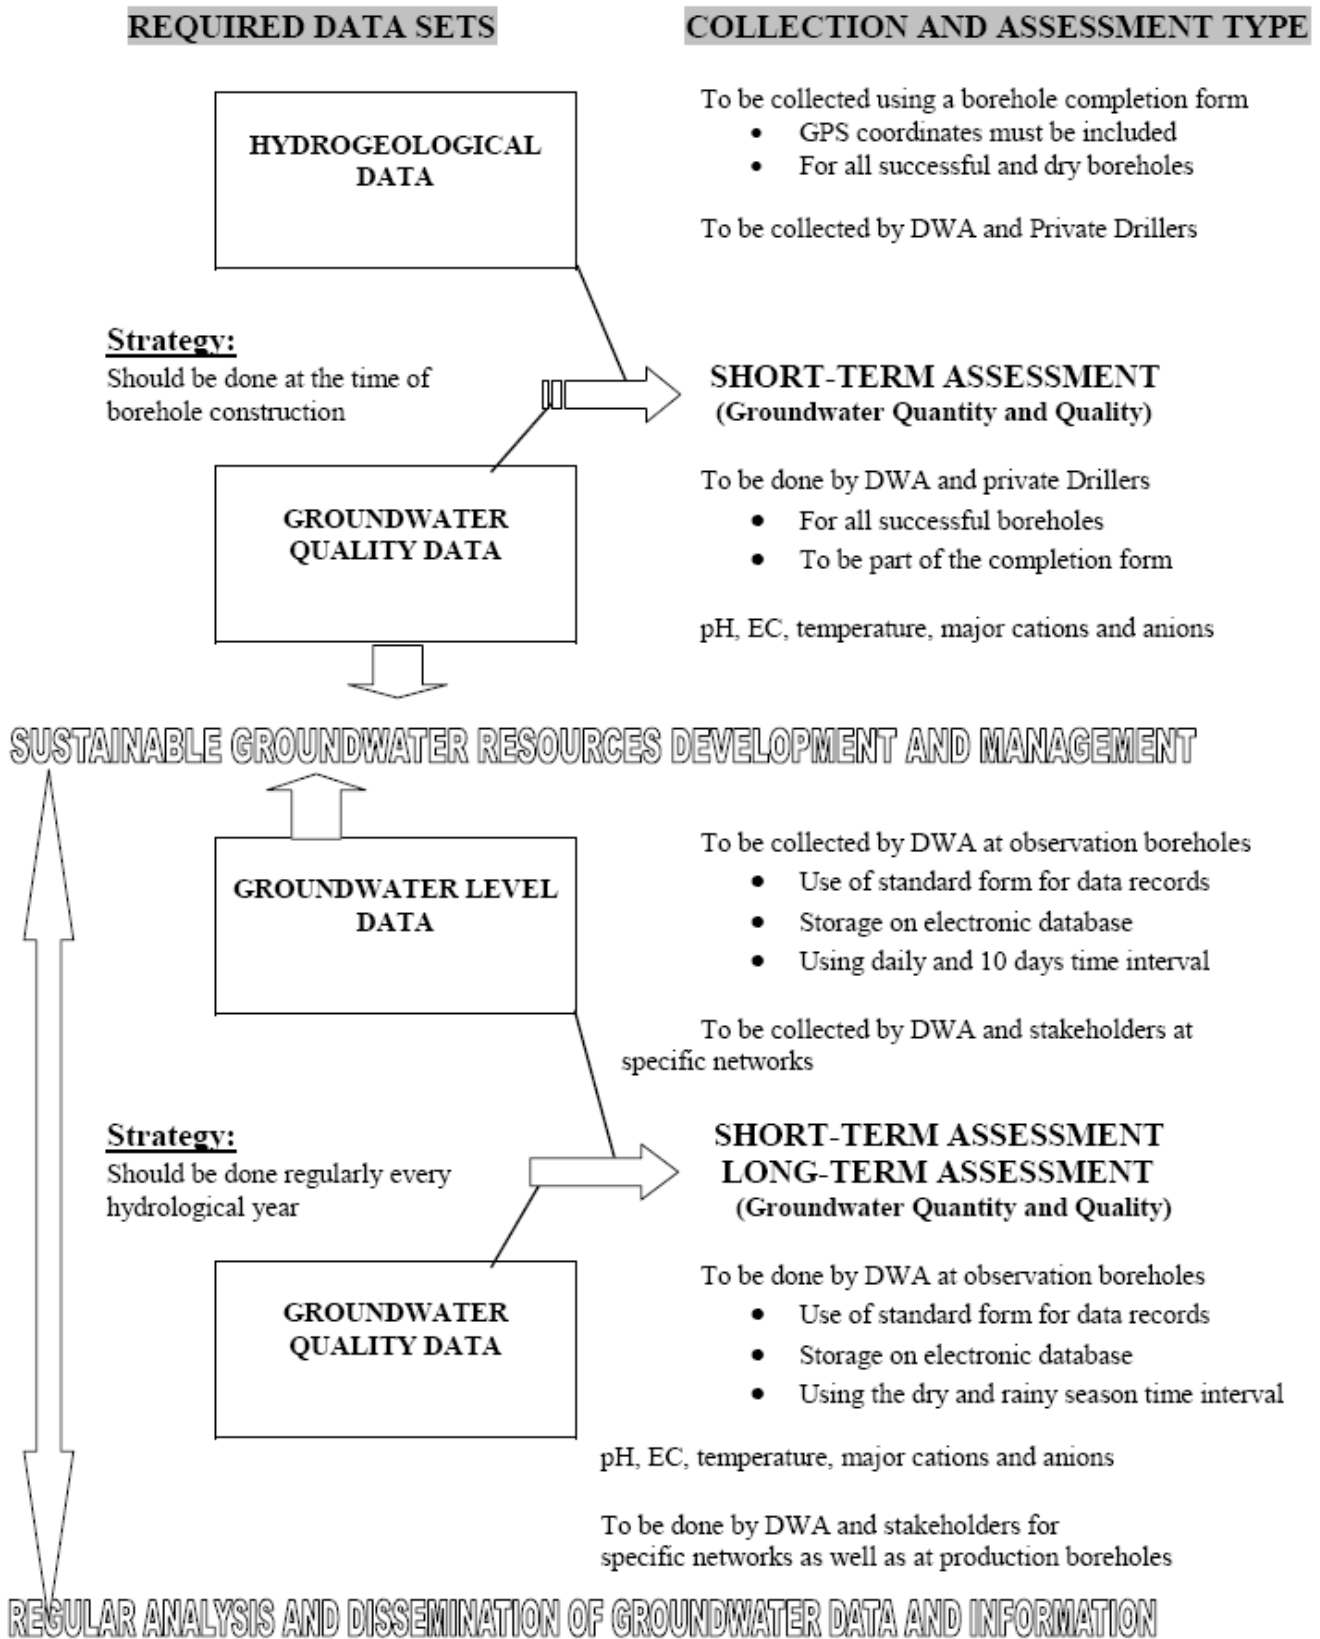 REQUIRED DATA SETS
COLLECTION AND ASSESSMENT TYPE
HYDROGEOLOGICAL
DATA
To be collected using a borehole completion form
• GPS coordinates must be included
• For all successful and dry boreholes
To be collected by DWA and Private Drillers
Strategy:
Should be done at the time of
borehole construction
SHORT-TERM ASSESSMENT
(Groundwater Quantity and Quality)
GROUNDWATER
QUALITY DATA
To be done by DWA and private Drillers
• For all successful boreholes
• To be part of the completion form
pH, EC, temperature, major cations and anions
SUSTAINABLE GROUNDWATER RESOURCES DEVELOPMENT AND MANAGEMENT
GROUNDWATER LEVEL
DATA
To be collected by DWA at observation boreholes
• Use of standard form for data records
• Storage on electronic database
• Using daily and 10 days time interval
To be collected by DWA and stakeholders at
specific networks
Strategy:
Should be done regularly every
hydrological year
SHORT-TERM ASSESSMENT
LONG-TERM ASSESSMENT
(Groundwater Quantity and Quality)
GROUNDWATER
QUALITY DATA
To be done by DWA at observation boreholes
• Use of standard form for data records
• Storage on electronic database
• Using the dry and rainy season time interval
pH, EC, temperature, major cations and anions
To be done by DWA and stakeholders for
specific networks as well as at production boreholes
REGULAR ANALYSIS AND DISSEMINATION OF GROUNDWATER DATA AND INFORMATION